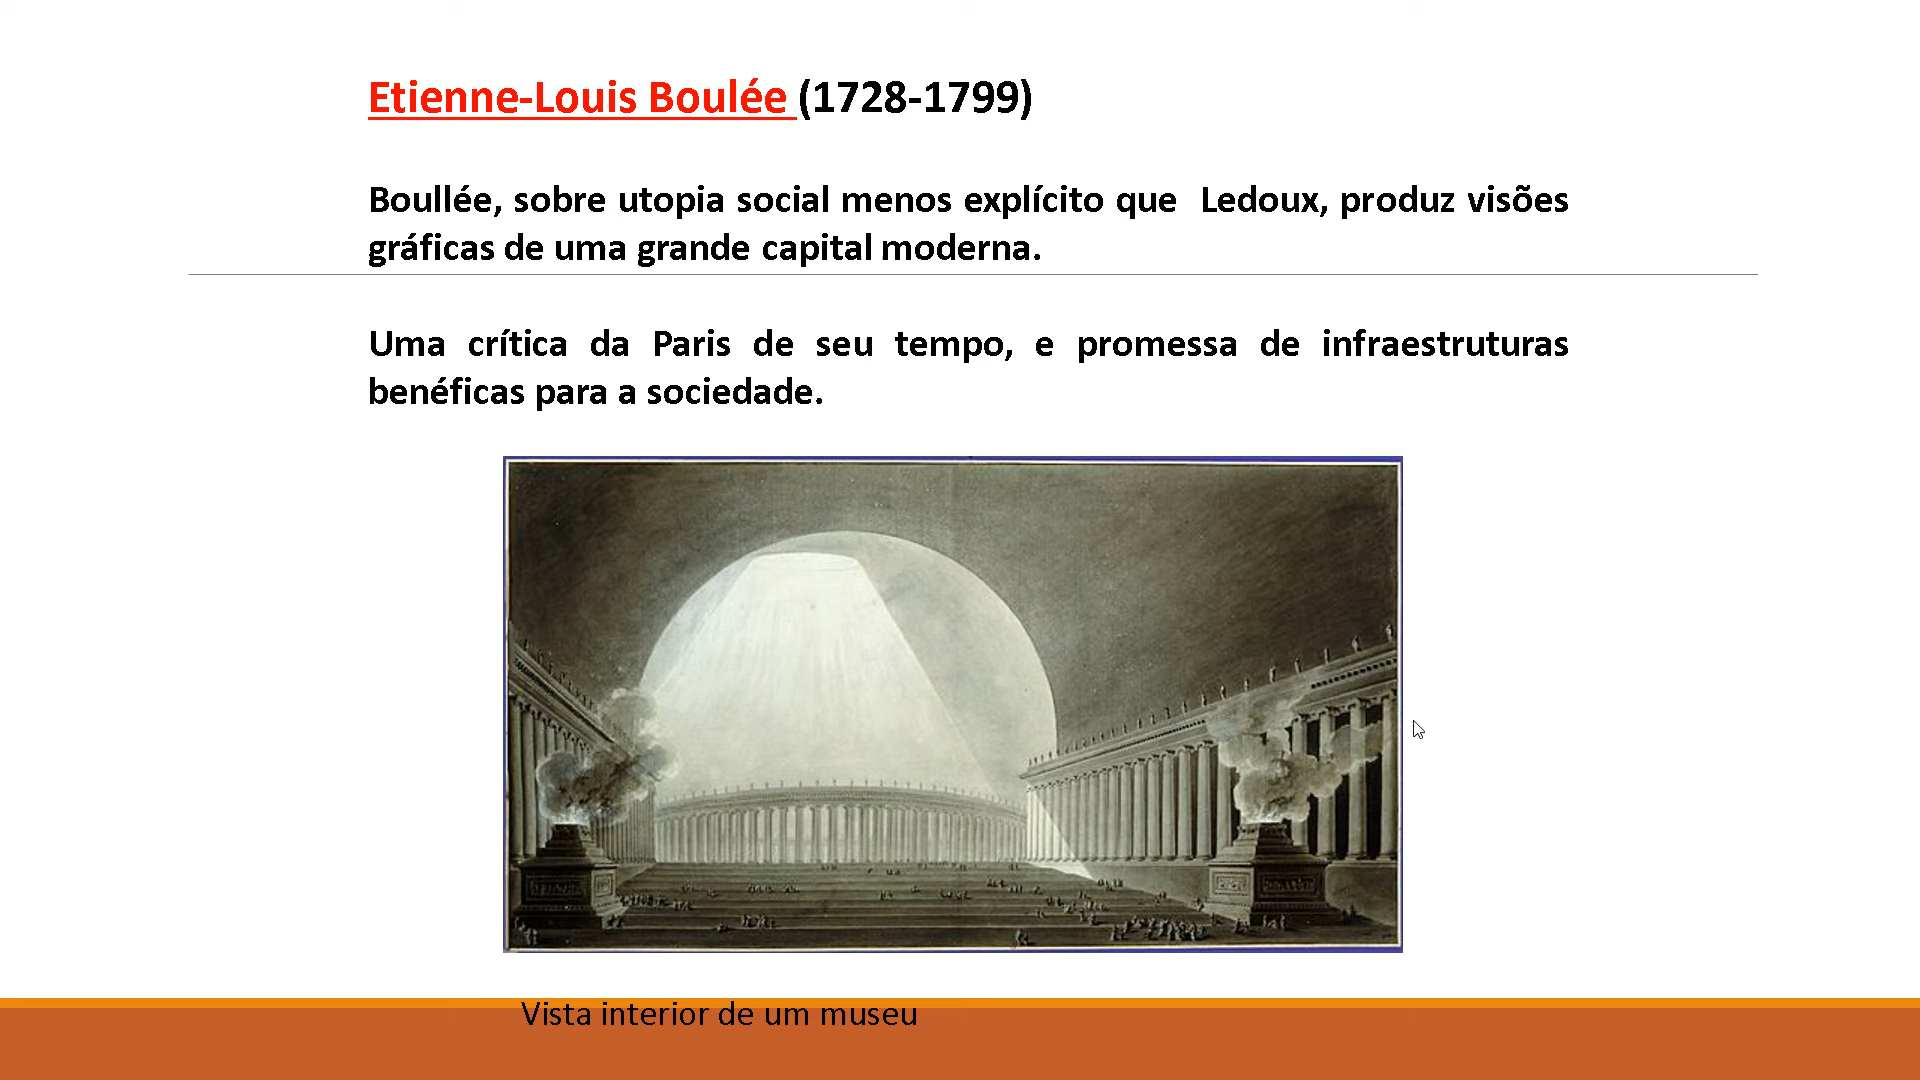 Etienne-Louis Boulée (1728-1799)
Boullée, sobre utopia social menos explícito que Ledoux, produz visões
gráficas de uma grande capital moderna.
Uma crítica da Paris de seu tempo, e promessa de infraestruturas
benéficas para a sociedade.
Vista interior de um museu